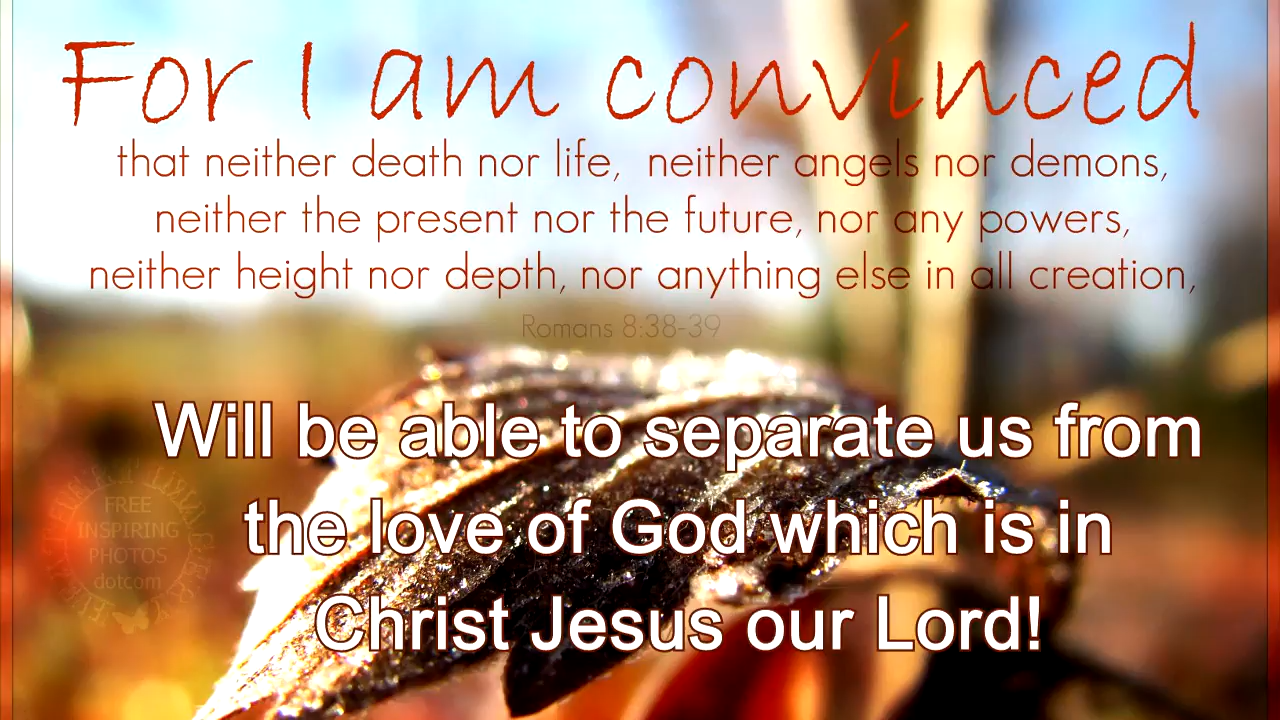 For I am convinced
that neither death nor life, neither angels nor demons,
neither the present nor the future, nor any powers,
neither height nor depth, nor anything else in all creation,
Romans 8:38-39
Will be able to separate us from
the love of God which is in
Christ Jesus our Lord!
FREE
INSPIRING
PHOTOS
dotcom